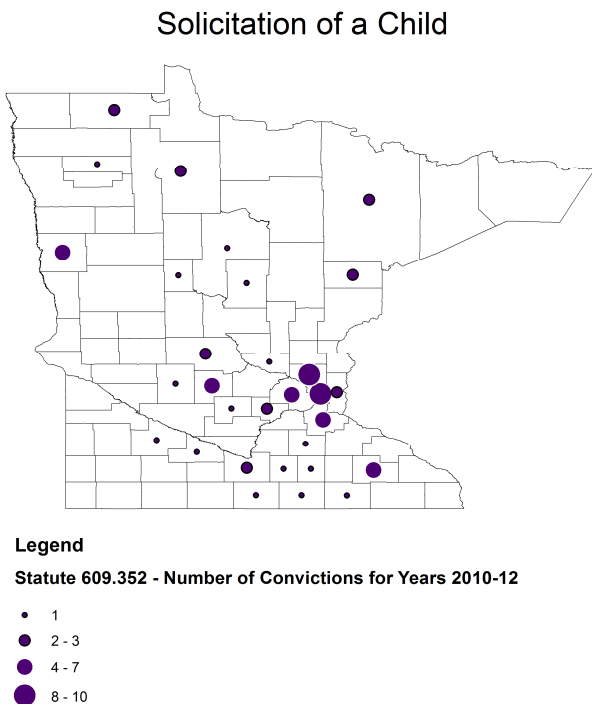 Solicitation of a Child
Legend
Statute 609.352 - Number of Convictions for Years 2010-12
1
2 - 3
4 - 7
8 - 10